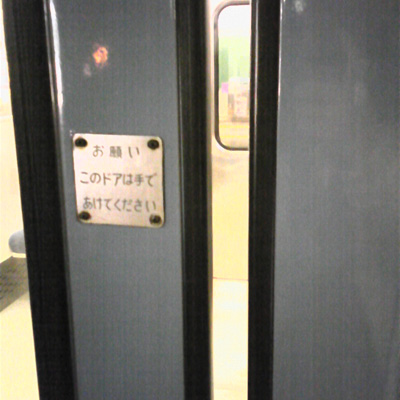 お願い
このドアは手で
あけてください